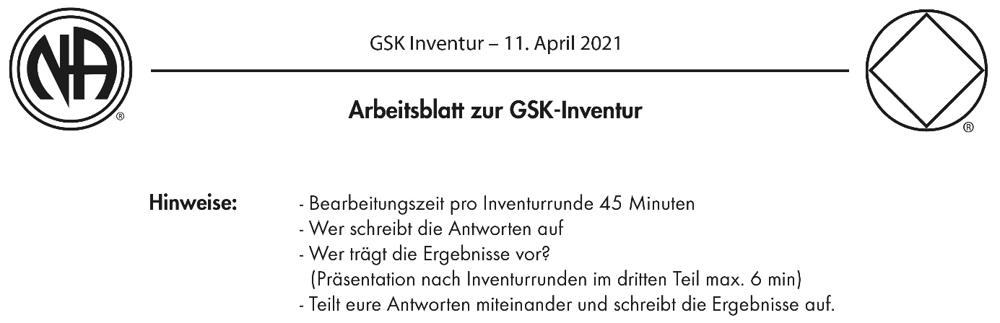 GSK Inventur – 11. April 2021
NA
®
®
Arbeitsblatt zur GSK-Inventur
Hinweise:
- Bearbeitungszeit pro Inventurrunde 45 Minuten
- Wer schreibt die Antworten auf
- Wer trägt die Ergebnisse vor?
(Präsentation nach Inventurrunden im dritten Teil max. 6 min)
- Teilt eure Antworten miteinander und schreibt die Ergebnisse auf.